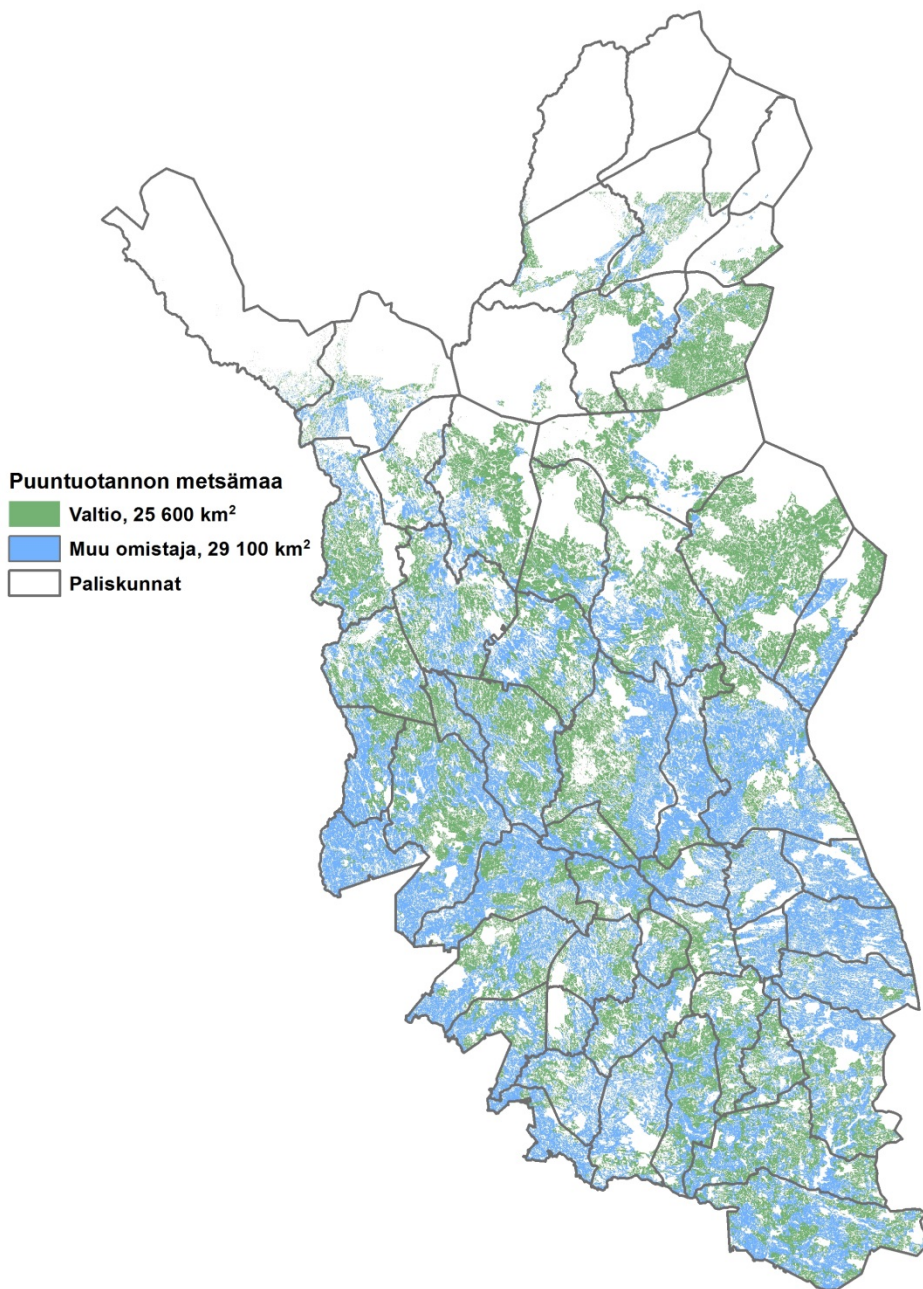 Puuntuotannon metsämaa
Valtio, 25 600 km²
Muu omistaja, 29 100 km²
Paliskunnat